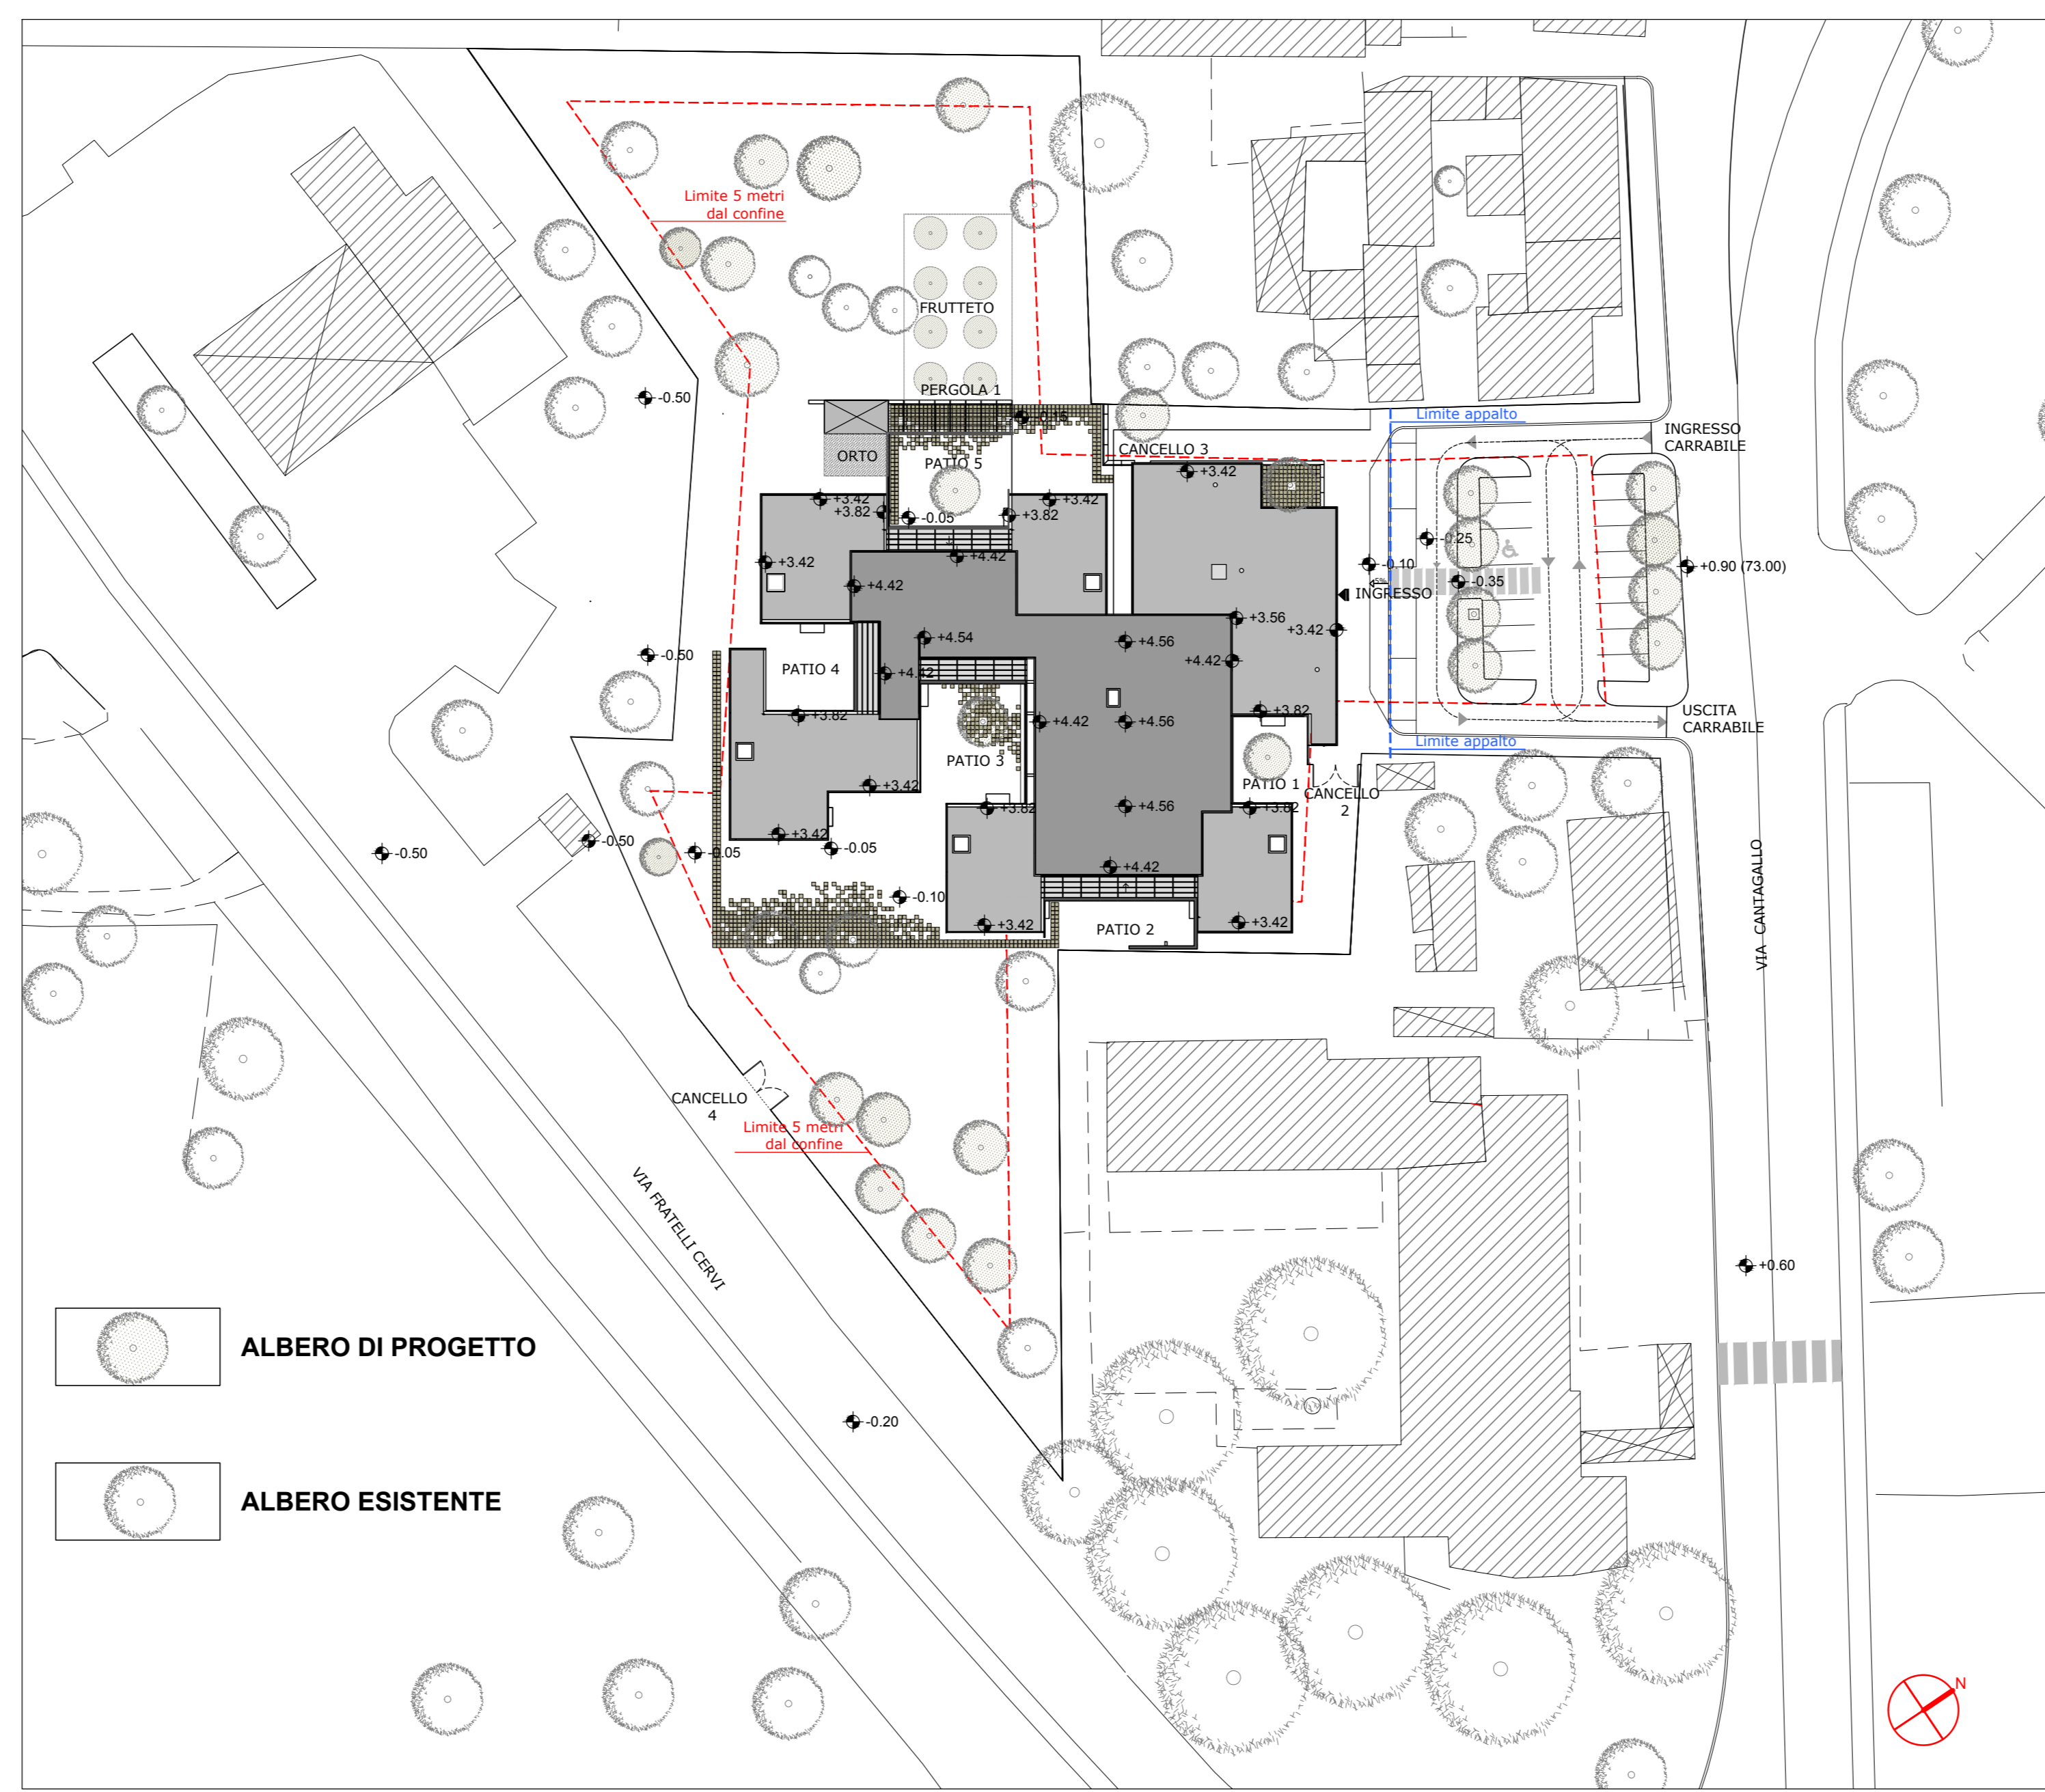 Limite 5 metri
dal confine
FRUTTETO
-0.50
PERGOLA 1
-0.15
Limite appalto
INGRESSO
CARRABILE
CANCELLO 3
ORTO
PATIO 5
+3.42
+3.42
+3.82
-0.05
+3.82
+3.42
-0.25
+3.42
+4.42
-0.10
+0.90 (73.00)
+4.42
-0.35
INGRESSO
+3.56
+3.42
+4.54
+4.56
-0.50
+4.42
PATIO 4
+4.42
+3.82
+4.42
+4.56
+3.82
USCITA
CARRABILE
Limite appalto
PATIO 3
+3.42
PATIO 1
CANCELLO
2
+3.82
+4.56
+3.82
+3.42
-0.50
-0.50
-0.05
-0.05
+4.42
-0.10
+3.42
PATIO 2
+3.42
VIA CANTAGALLO
CANCELLO
4
Limite 5 metri
dal confine
VIA FRATELLI CERVI
+0.60
ALBERO DI PROGETTO
-0.20
ALBERO ESISTENTE
N